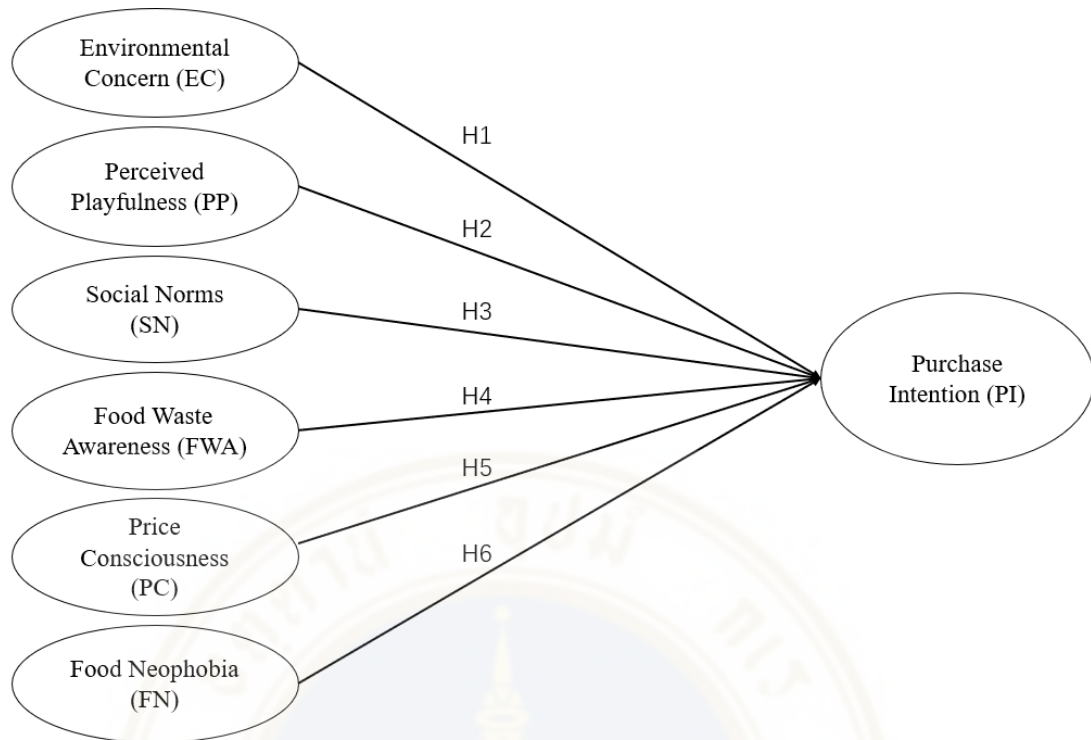 Environmental
Concern (EC)
H1
Perceived
Playfulness (PP)
H2
Social Norms
(SN)
H3
Purchase
Intention (PI)
Food Waste
Awareness (FWA)
H4
H5
Price
Consciousness
(PC)
H6
Food Neophobia
(FN)